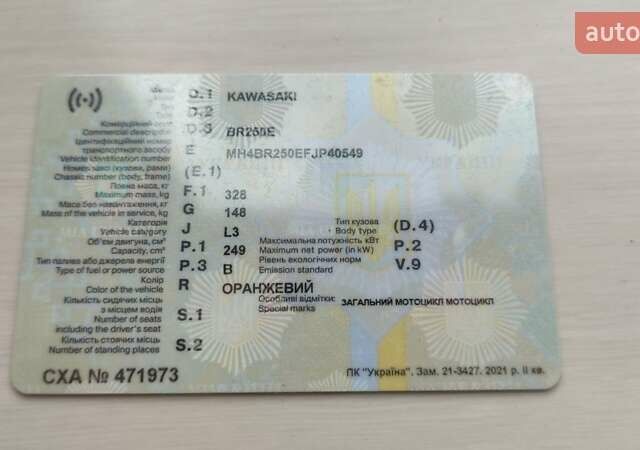 auto
D.1 KAWASAKI
D.2
Комерційний опис
Commercial descriptor D.3 BR250E
Ідентифікаційний номер
транспортного засобу E MH4BR250EFJP40549
Vehicle identification number
Номер шасі (кузова, рами) (E.1)
Chassic number (body, frame)
Повна маса, кг F.1 328
Maximum mass, kg
Маса без навантаження, кг G 148
Mass of the vehicle in service, kg
Категорія J L3 Тип кузова (D.4)
Vehicle category Body type
Об'єм двигуна, см³ P.1 249 Максимальна потужність кВт P.2
Capacity, cm³ Maximum net power (in kW)
Тип палива або джерела енергії P.3 B Рівень екологічних норм V.9
Type of fuel or power source Emission standard
Колір R ОРАНЖЕВИЙ
Color of the vehicle
Кількість сидячих місць Особливі відмітки: ЗАГАЛЬНИЙ МОТОЦИКЛ МОТОЦИКЛ
з місцем водія S.1 Special marks
Number of seats
including the driver's seat
Кількість стоячих місць S.2
Number of standing places
СХА № 471973
ПК "Україна". Зам. 21-3427. 2021 р. II кв.